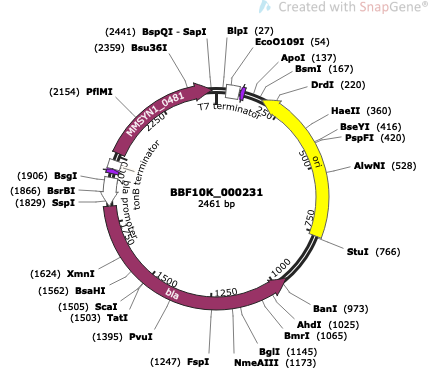 Created with SnapGene®
(2441) BspQI - SapI
BlpI (27)
(2359) Bsu36I
EcoO109I (54)
ApoI (137)
BsmI (167)
DrdI (220)
(2154) PflMI
HaeII (360)
BseYI (416)
PspFI (420)
AlwNI (528)
(1906) BsgI
(1866) BsrBI
(1829) SspI
StuI (766)
(1624) XmnI
(1562) BsaHI
(1505) ScaI
(1503) TatI
(1395) PvuI
(1247) FspI
BanI (973)
AhdI (1025)
BmrI (1065)
BglI (1145)
NmeAIII (1173)
T7 terminator
MMSYN1_0481
tonB terminator
bla promoter
ori
bla
250
500
750
1000
1250
1500
1750
2250
BBF10K_000231
2461 bp